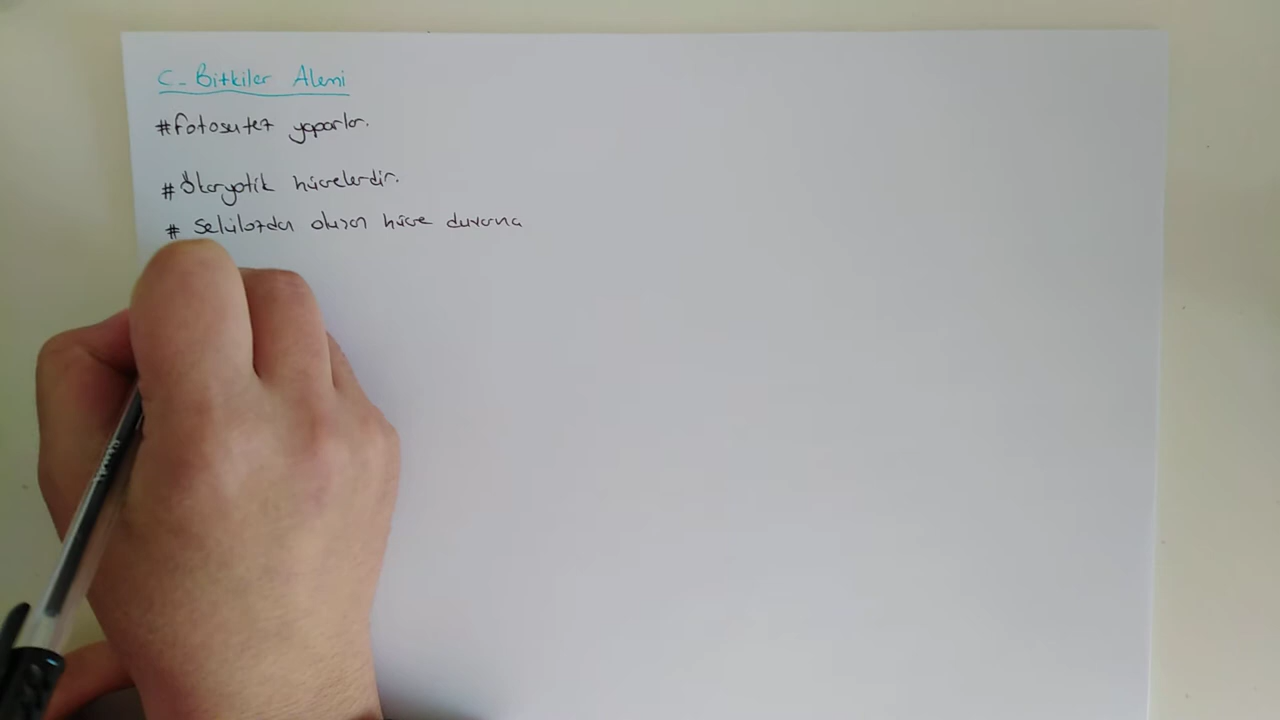 C- Bitkiler Alemi
#fotosentez yaparlar.
#Ökaryotik hücrelerdir.
# Selülozdan oluşan hücre duvarına